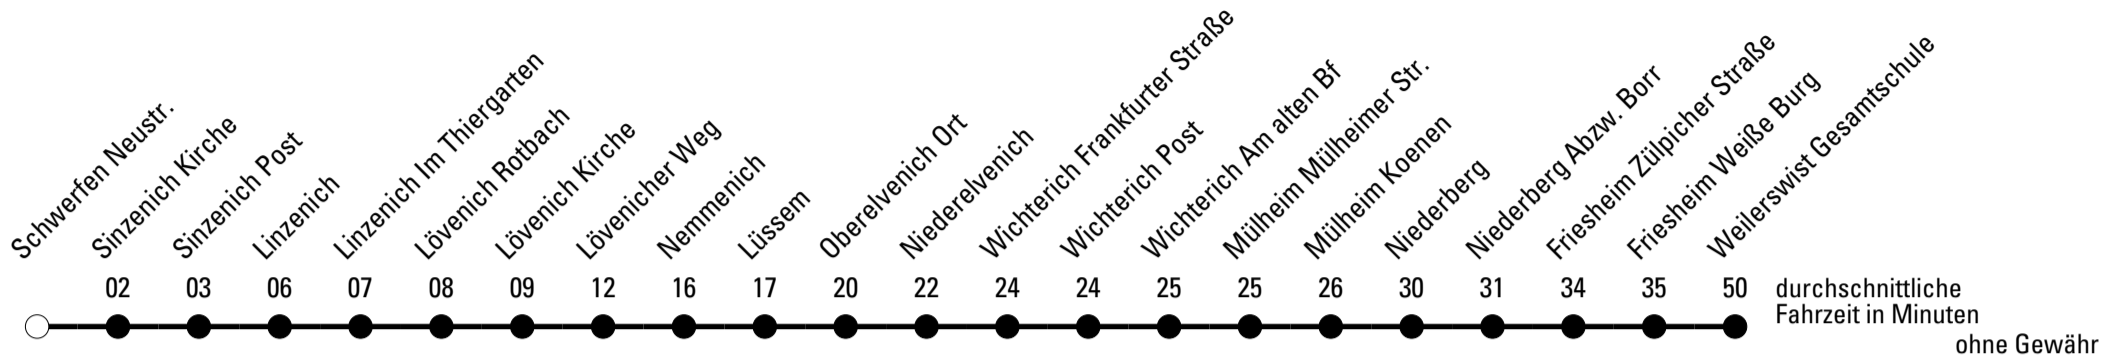 Schwerfen Neustr.
Sinzenich Kirche
Sinzenich Post
Linzenich
Linzenich Im Thiergarten
Lövenich Rotbach
Lövenich Kirche
Lövenicher Weg
Nemmenich
Lüssem
Oberelvenich Ort
Niederelvenich
Wichterich Frankfurter Straße
Wichterich Post
Wichterich Am alten Bf
Mülheim Mülheimer Str.
Mülheim Koenen
Niederberg
Niederberg Abzw. Borr
Friesheim Zülpicher Straße
Friesheim Weiße Burg
Weilerswist Gesamtschule
02 03 06 07 08 09 12 16 17 20 22 24 24 25 25 26 30 31 34 35 50
durchschnittliche
Fahrzeit in Minuten
ohne Gewähr